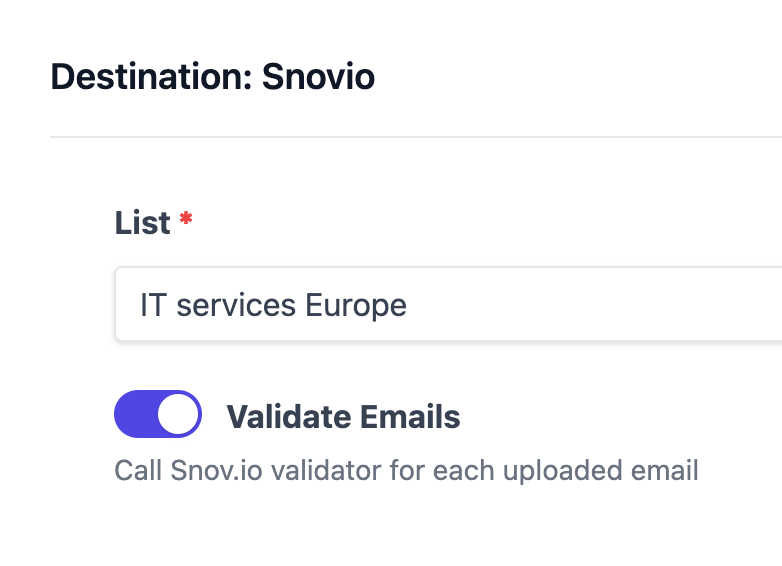 Destination: Snovio
List *
IT services Europe
Validate Emails
Call Snov.io validator for each uploaded email